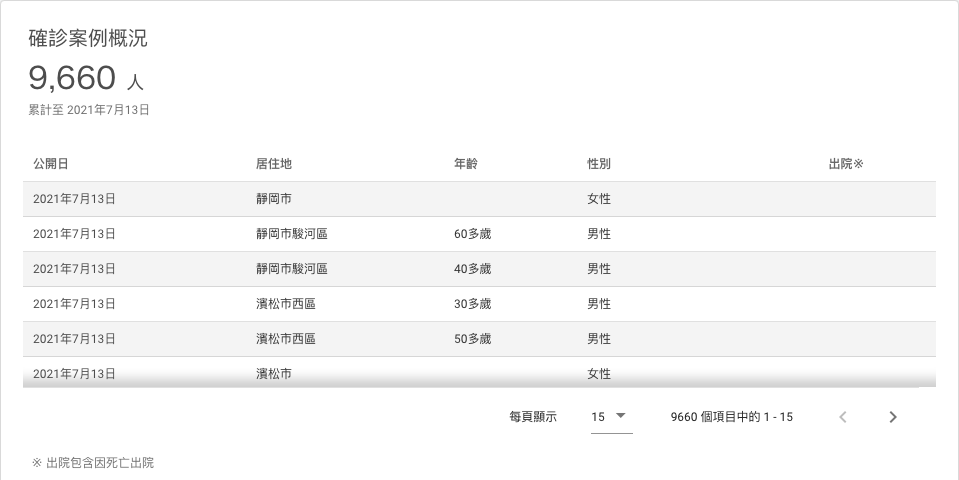 確診案例概況
9,660 人
累計至 2021年7月13日
公開日 居住地 年齡 性別 出院※
2021年7月13日 靜岡市 女性
2021年7月13日 靜岡市駿河區 60多歲 男性
2021年7月13日 靜岡市駿河區 40多歲 男性
2021年7月13日 濱松市西區 30多歲 男性
2021年7月13日 濱松市西區 50多歲 男性
2021年7月13日 濱松市 女性
每頁顯示 15 9660 個項目中的 1 - 15
※ 出院包含因死亡出院